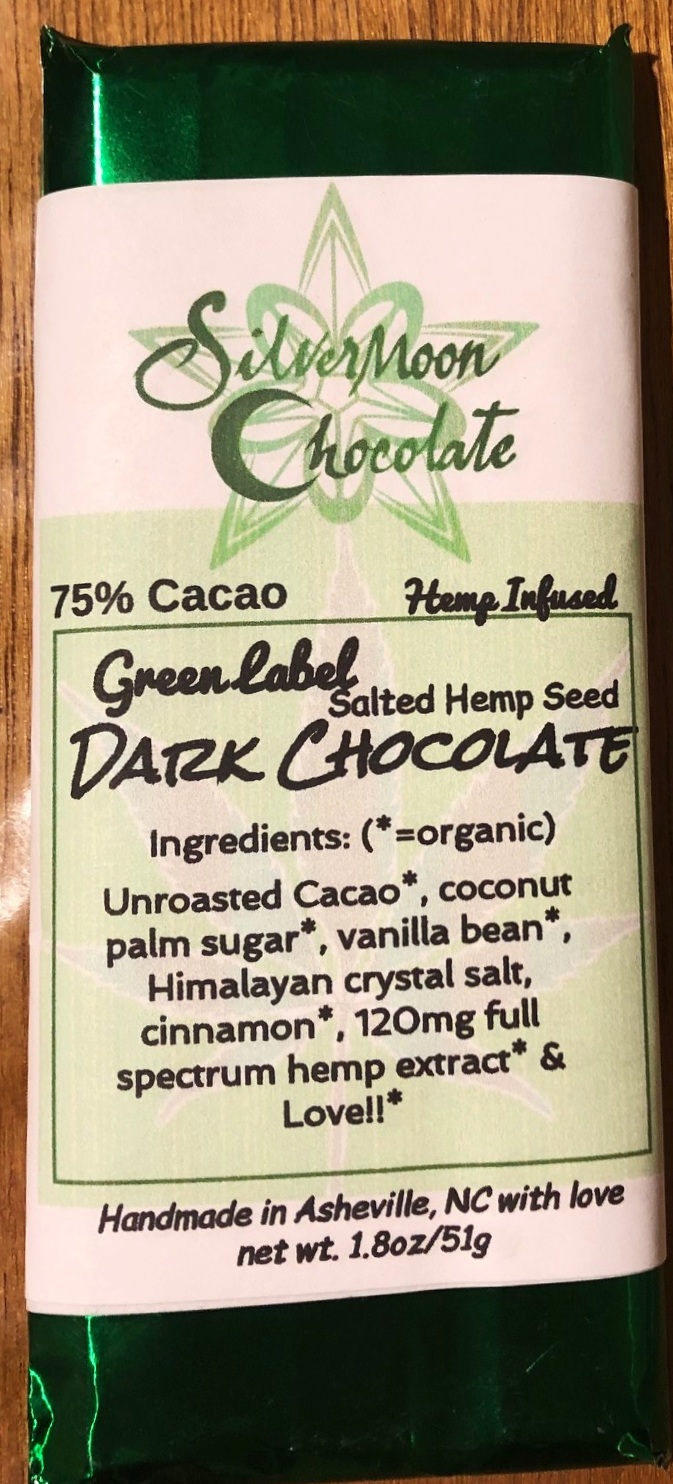 SilverMoon
Chocolate
75% Cacao Hemp Infused
Green Label
Salted Hemp Seed
DARK CHOCOLATE
Ingredients: (*=organic)
Unroasted Cacao*, coconut
palm sugar*, vanilla bean*,
Himalayan crystal salt,
cinnamon*, 120mg full
spectrum hemp extract* &
Love!!*
Handmade in Asheville, NC with love
net wt. 1.8oz/51g